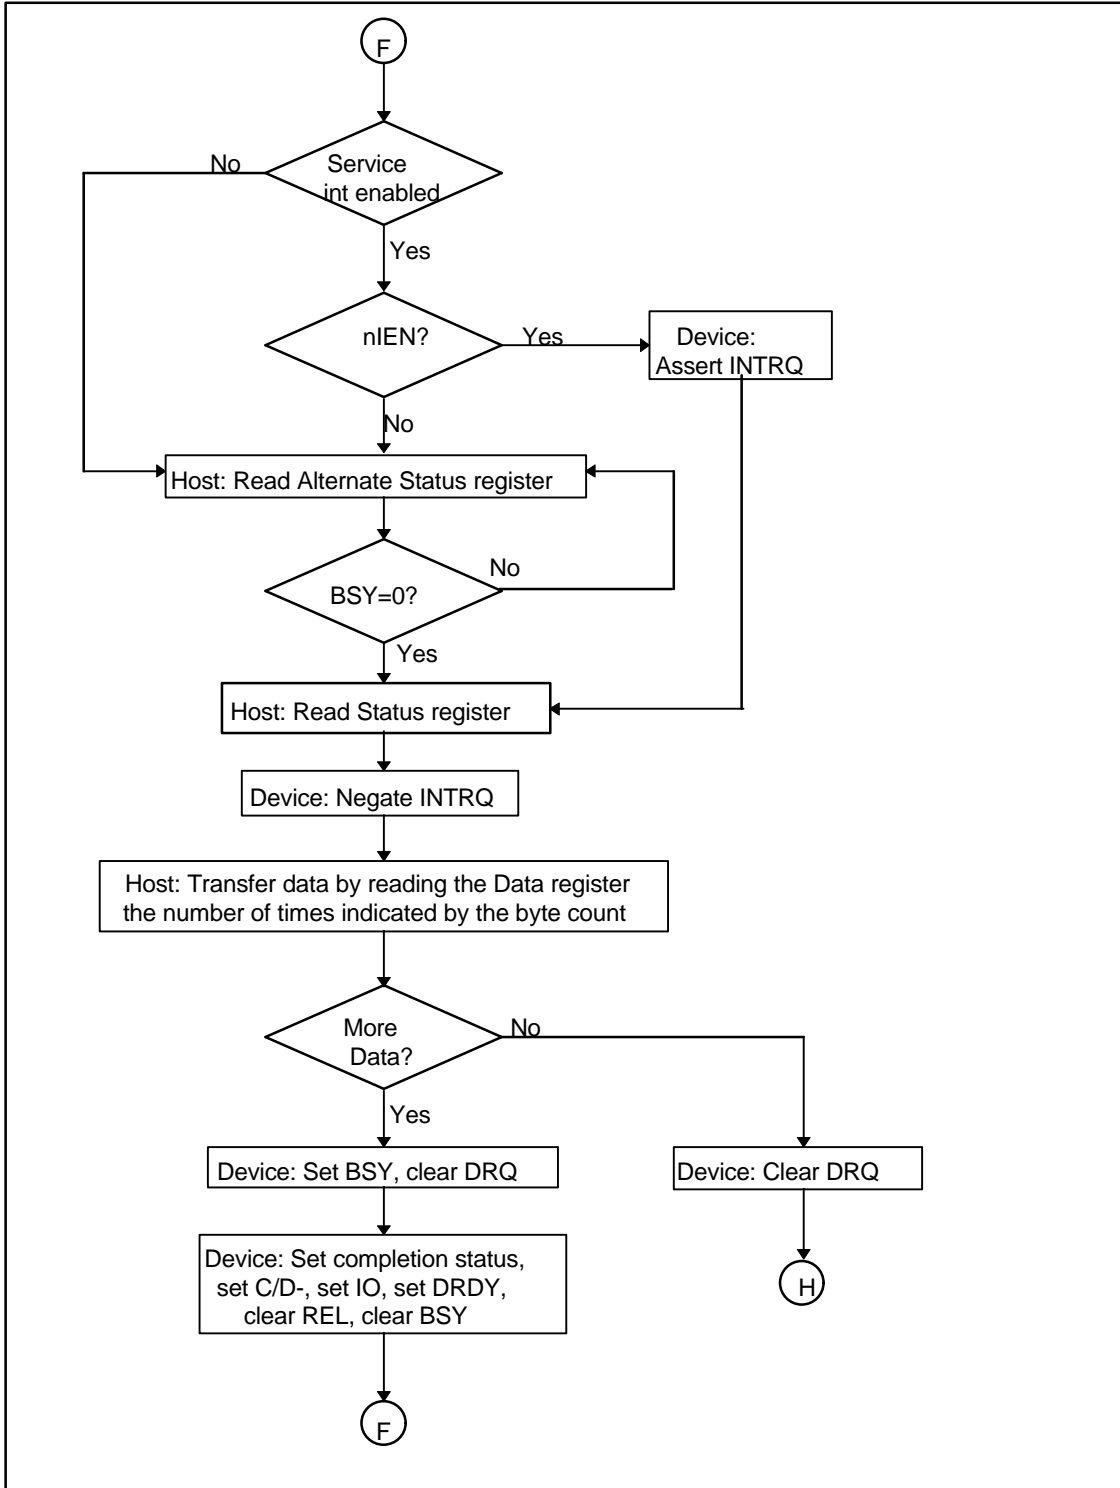 F
No
Service
int enabled
Yes
nIEN?
Yes
Device:
Assert INTRQ
No
Host: Read Alternate Status register
No
BSY=0?
Yes
Host: Read Status register
Device: Negate INTRQ
Host: Transfer data by reading the Data register
the number of times indicated by the byte count
More
Data?
No
Yes
Device: Set BSY, clear DRQ
Device: Clear DRQ
Device: Set completion status,
set C/D-, set IO, set DRDY,
clear REL, clear BSY
H
F